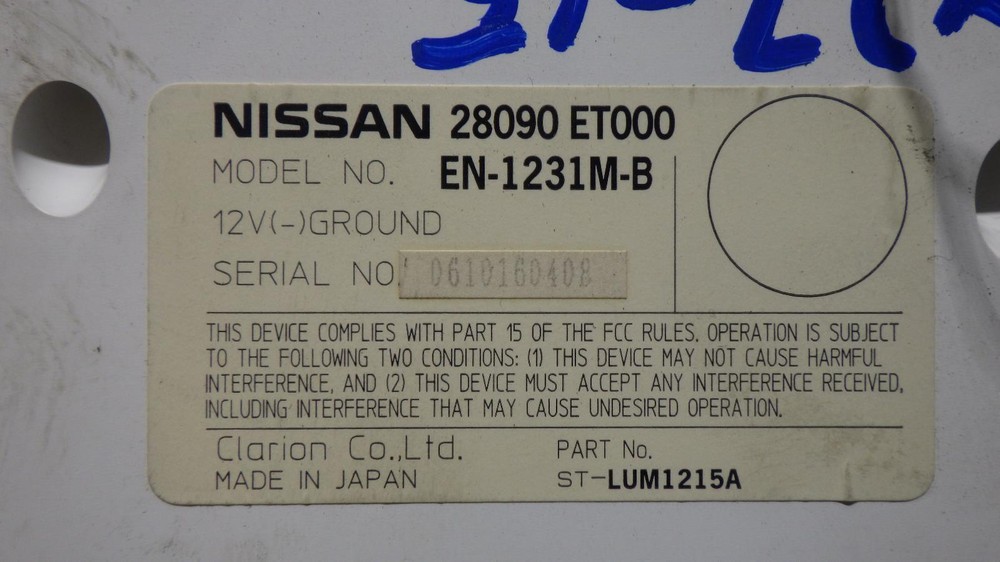 NISSAN 28090 ET000
MODEL NO. EN-1231M-B
12V(-)GROUND
SERIAL NO. 0610160408
THIS DEVICE COMPLIES WITH PART 15 OF THE FCC RULES. OPERATION IS SUBJECT
TO THE FOLLOWING TWO CONDITIONS: (1) THIS DEVICE MAY NOT CAUSE HARMFUL
INTERFERENCE, AND (2) THIS DEVICE MUST ACCEPT ANY INTERFERENCE RECEIVED,
INCLUDING INTERFERENCE THAT MAY CAUSE UNDESIRED OPERATION.
Clarion Co.,Ltd. PART No.
MADE IN JAPAN ST-LUM1215A